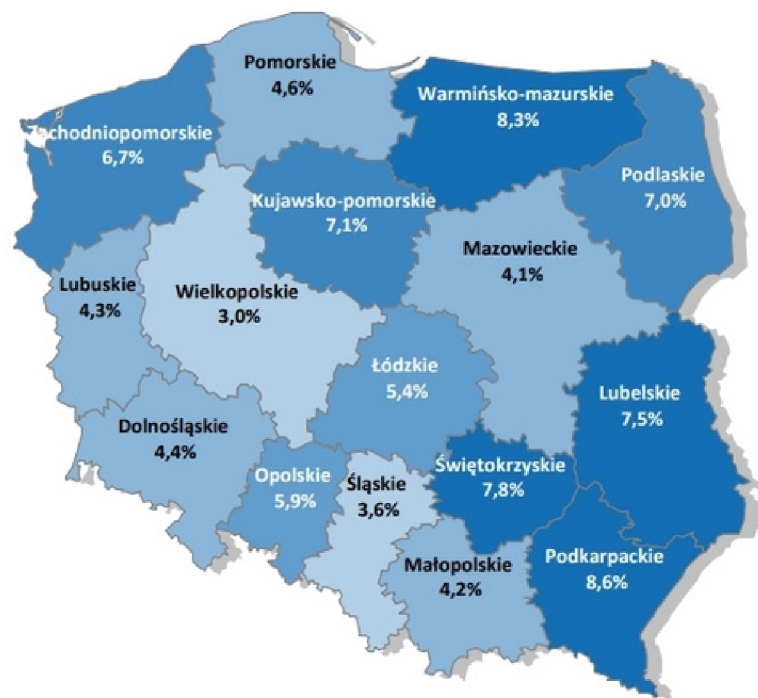 Pomorskie
4,6%
Warmińsko-mazurskie
8,3%
Zachodniopomorskie
6,7%
Podlaskie
7,0%
Kujawsko-pomorskie
7,1%
Mazowieckie
4,1%
Lubuskie
4,3%
Wielkopolskie
3,0%
Łódzkie
5,4%
Lubelskie
7,5%
Dolnośląskie
4,4%
Opolskie
5,9%
Śląskie
3,6%
Świętokrzyskie
7,8%
Małopolskie
4,2%
Podkarpackie
8,6%